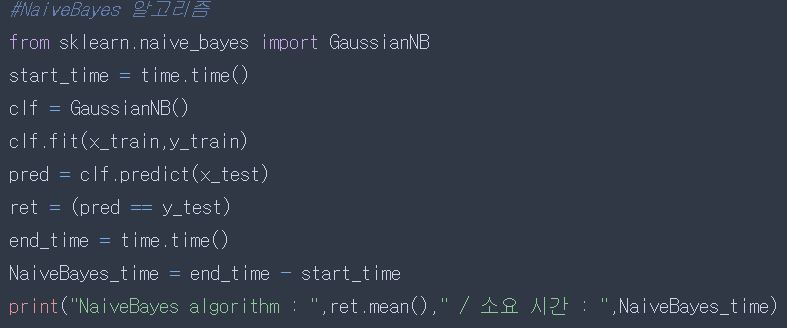 #NaiveBayes 알고리즘
from sklearn.naive_bayes import GaussianNB
start_time = time.time()
clf = GaussianNB()
clf.fit(x_train,y_train)
pred = clf.predict(x_test)
ret = (pred == y_test)
end_time = time.time()
NaiveBayes_time = end_time - start_time
print("NaiveBayes algorithm : ",ret.mean()," / 소요 시간 : ",NaiveBayes_time)